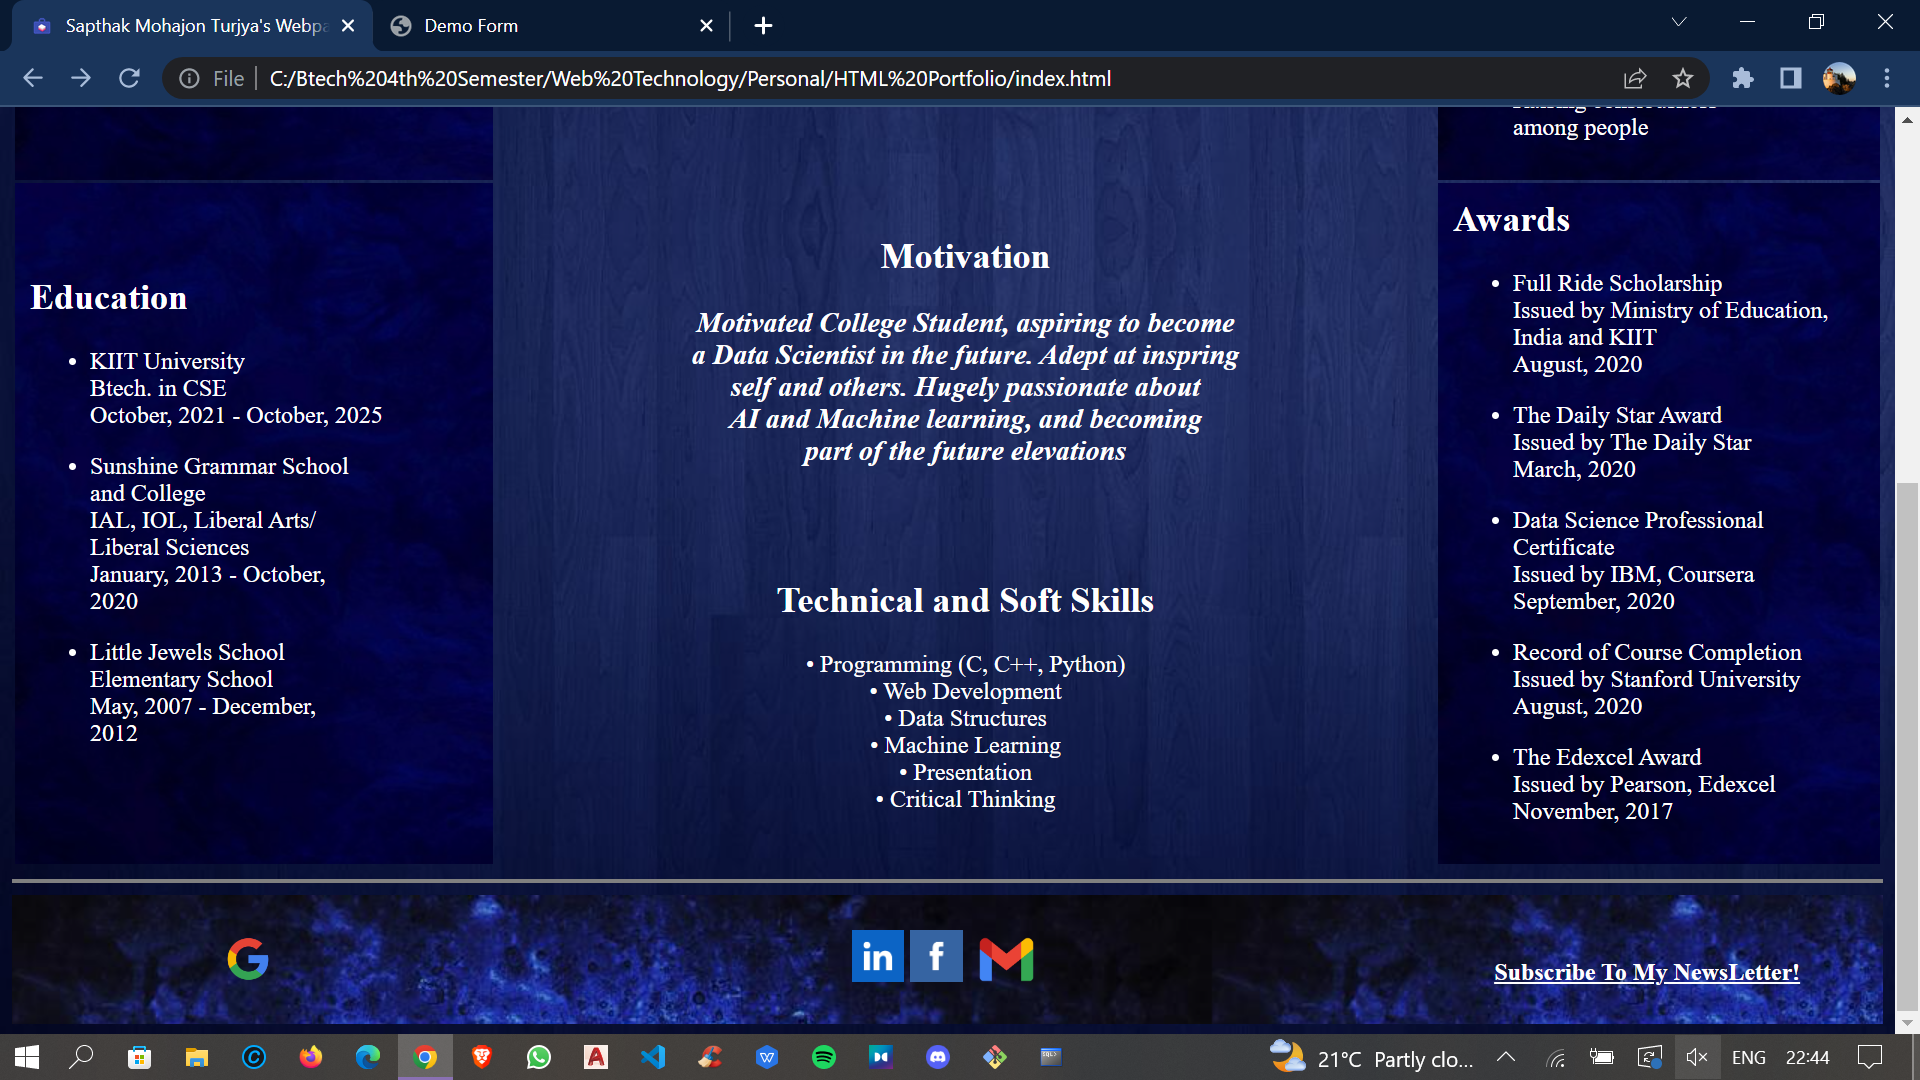 Sapthak Mohajon Turjya's Webpa
Demo Form
File
C:/Btech%204th%20Semester/Web%20Technology/Personal/HTML%20Portfolio/index.html
among people
Education
• KIIT University
Btech. in CSE
October, 2021 - October, 2025
• Sunshine Grammar School
and College
IAL, IOL, Liberal Arts/
Liberal Sciences
January, 2013 - October,
2020
• Little Jewels School
Elementary School
May, 2007 - December,
2012
Motivation
Motivated College Student, aspiring to become
a Data Scientist in the future. Adept at inspring
self and others. Hugely passionate about
AI and Machine learning, and becoming
part of the future elevations
Technical and Soft Skills
• Programming (C, C++, Python)
• Web Development
• Data Structures
• Machine Learning
• Presentation
• Critical Thinking
Awards
• Full Ride Scholarship
Issued by Ministry of Education,
India and KIIT
August, 2020
• The Daily Star Award
Issued by The Daily Star
March, 2020
• Data Science Professional
Certificate
Issued by IBM, Coursera
September, 2020
• Record of Course Completion
Issued by Stanford University
August, 2020
• The Edexcel Award
Issued by Pearson, Edexcel
November, 2017
in
f
Subscribe To My NewsLetter!
21°C Partly clo...
ENG
22:44